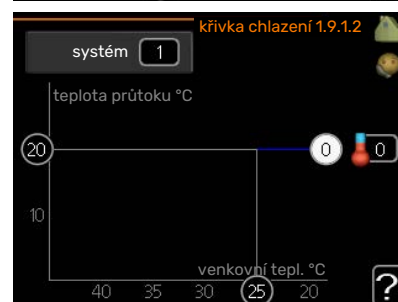 křivka chlazení 1.9.1.2
systém 1
teplota průtoku °C
20
0
0
10
venkovní tepl. °C
40 35 30 25 20
?